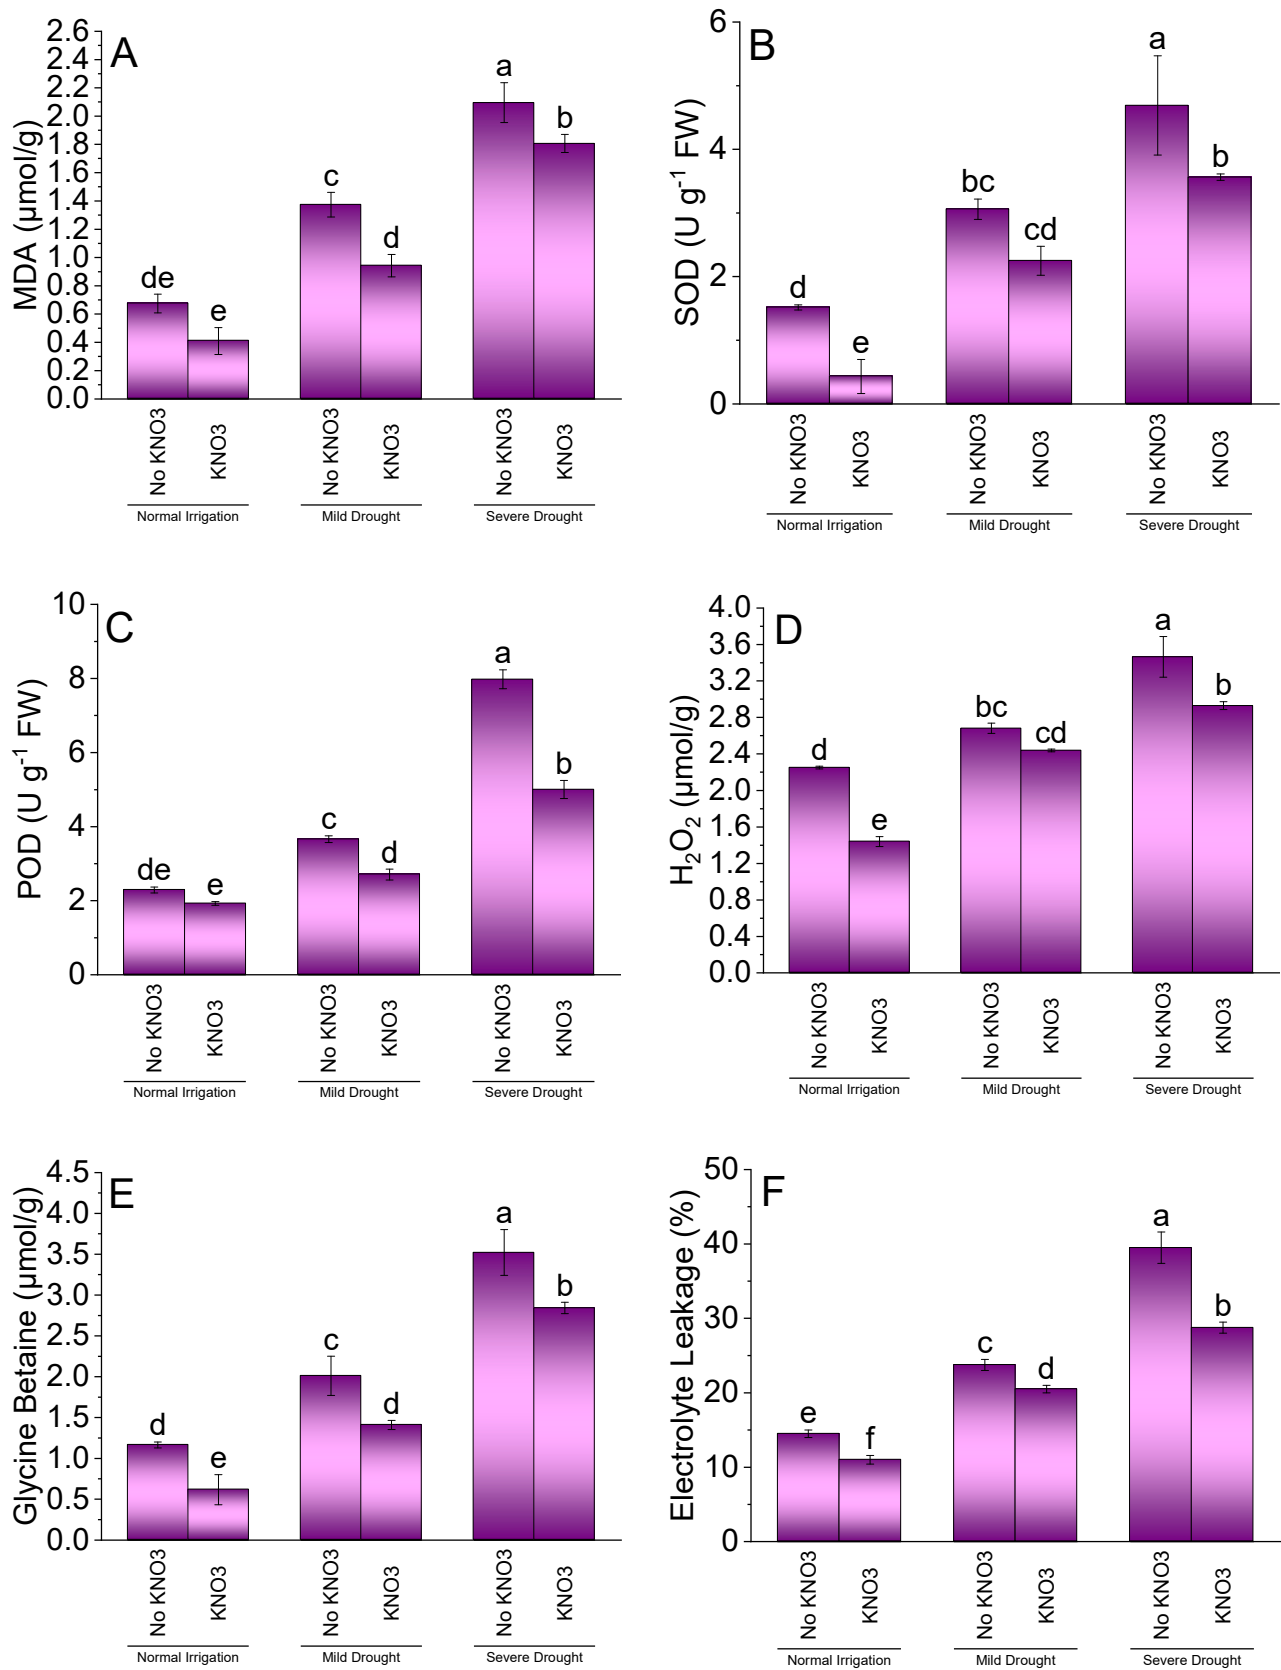 A
MDA (μmol/g)
2.6
2.4
2.2
2.0
1.8
1.6
1.4
1.2
1.0
0.8
0.6
0.4
0.2
0.0
de
e
c
d
a
b
No KNO3
KNO3
No KNO3
KNO3
No KNO3
KNO3
Normal Irrigation
Mild Drought
Severe Drought
B
SOD (U g⁻¹ FW)
6
4
2
0
d
e
bc
cd
a
b
No KNO3
KNO3
No KNO3
KNO3
No KNO3
KNO3
Normal Irrigation
Mild Drought
Severe Drought
C
POD (U g⁻¹ FW)
10
8
6
4
2
0
de
e
c
d
a
b
No KNO3
KNO3
No KNO3
KNO3
No KNO3
KNO3
Normal Irrigation
Mild Drought
Severe Drought
D
H₂O₂ (μmol/g)
4.0
3.6
3.2
2.8
2.4
2.0
1.6
1.2
0.8
0.4
0.0
d
e
bc
cd
a
b
No KNO3
KNO3
No KNO3
KNO3
No KNO3
KNO3
Normal Irrigation
Mild Drought
Severe Drought
E
Glycine Betaine (μmol/g)
4.5
4.0
3.5
3.0
2.5
2.0
1.5
1.0
0.5
0.0
d
e
c
d
a
b
No KNO3
KNO3
No KNO3
KNO3
No KNO3
KNO3
Normal Irrigation
Mild Drought
Severe Drought
F
Electrolyte Leakage (%)
50
40
30
20
10
0
e
f
c
d
a
b
No KNO3
KNO3
No KNO3
KNO3
No KNO3
KNO3
Normal Irrigation
Mild Drought
Severe Drought